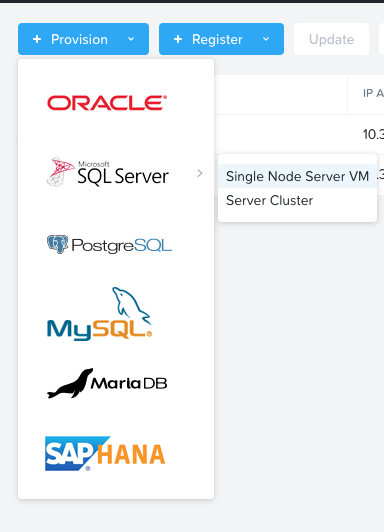 + Provision
+ Register
Update
IP A
ORACLE®
10.3
Microsoft
SQL Server
Single Node Server VM
.3
Server Cluster
PostgreSQL
MySQL®
MariaDB
SAP HANA
®